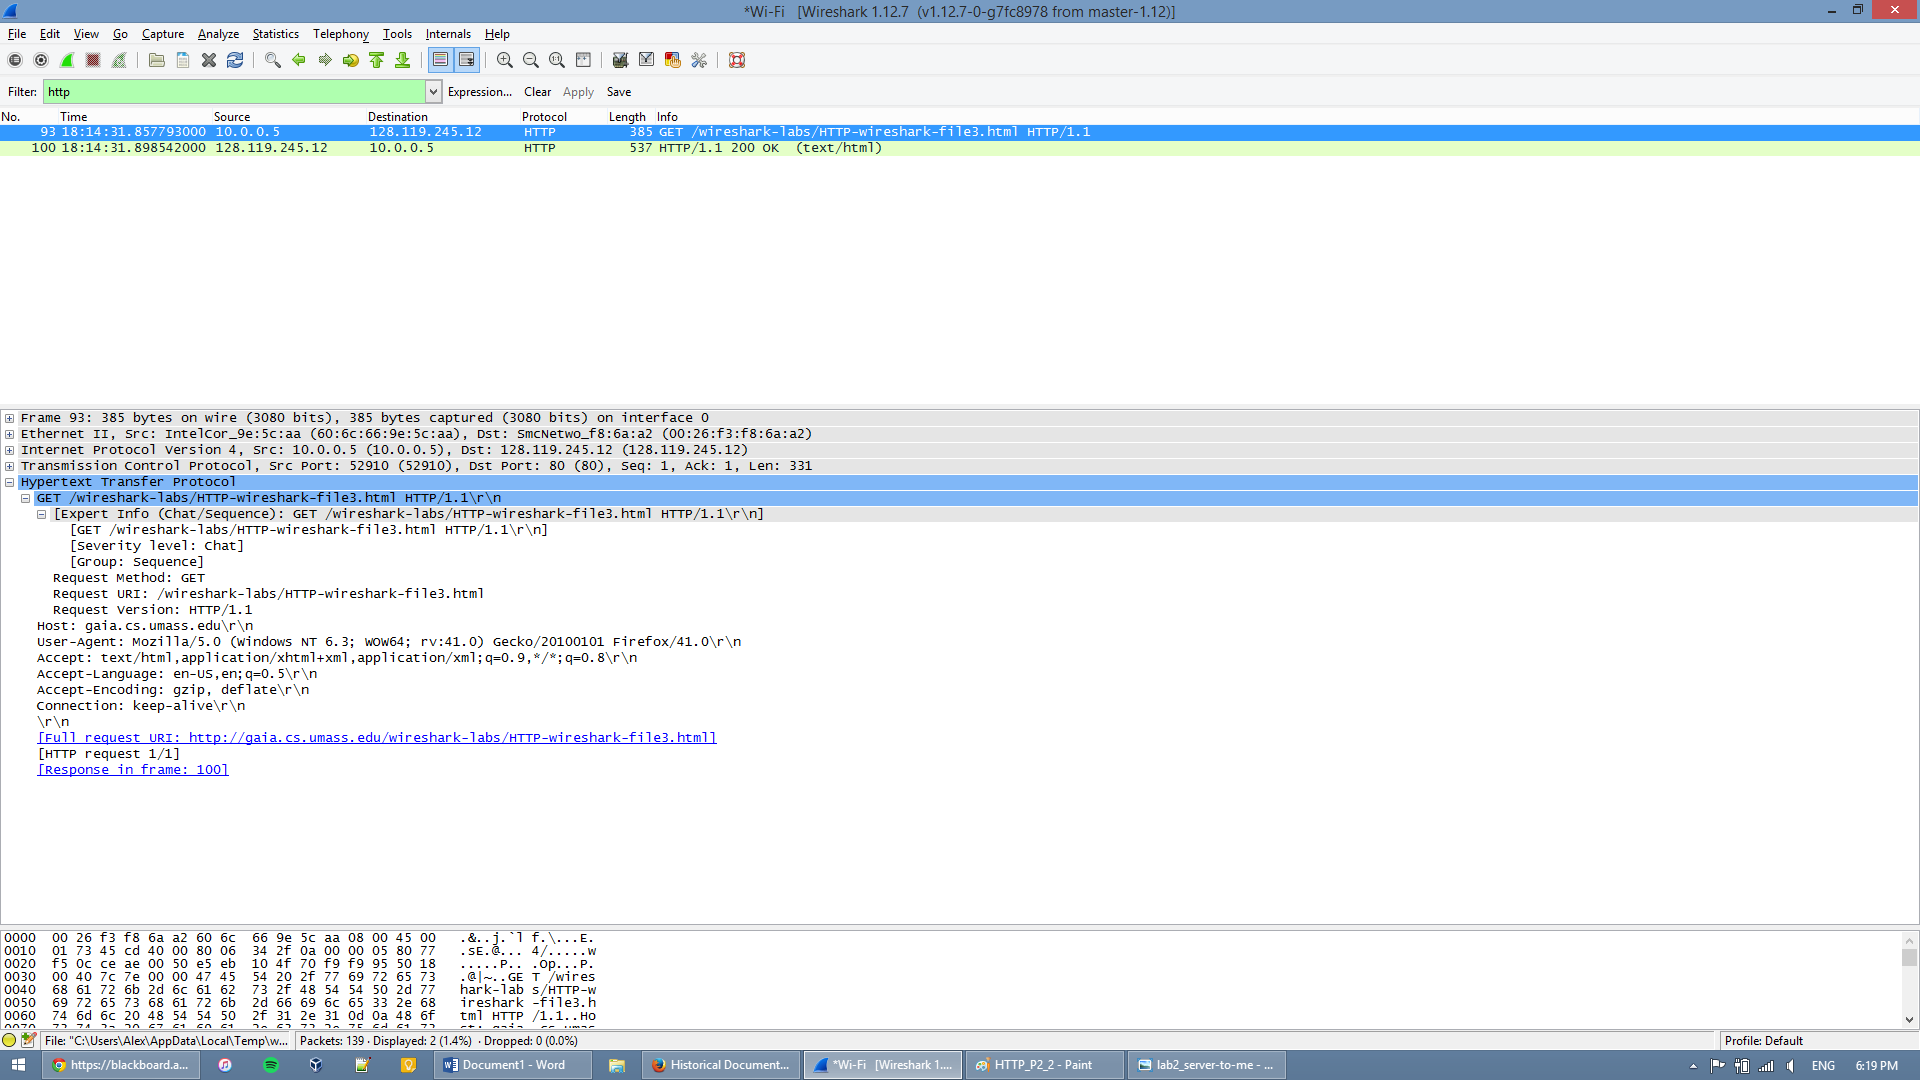 *Wi-Fi   [Wireshark 1.12.7  (v1.12.7-0-g7fc8978 from master-1.12)]
File Edit View Go Capture Analyze Statistics Telephony Tools Internals Help
Filter: http Expression... Clear Apply Save
No. Time Source Destination Protocol Length Info
93 18:14:31.857793000 10.0.0.5 128.119.245.12 HTTP 385 GET /wireshark-labs/HTTP-wireshark-file3.html HTTP/1.1
100 18:14:31.898542000 128.119.245.12 10.0.0.5 HTTP 537 HTTP/1.1 200 OK  (text/html)
Frame 93: 385 bytes on wire (3080 bits), 385 bytes captured (3080 bits) on interface 0
Ethernet II, Src: IntelCor_9e:5c:aa (60:6c:66:9e:5c:aa), Dst: SmcNetwo_f8:6a:a2 (00:26:f3:f8:6a:a2)
Internet Protocol Version 4, Src: 10.0.0.5 (10.0.0.5), Dst: 128.119.245.12 (128.119.245.12)
Transmission Control Protocol, Src Port: 52910 (52910), Dst Port: 80 (80), Seq: 1, Ack: 1, Len: 331
Hypertext Transfer Protocol
GET /wireshark-labs/HTTP-wireshark-file3.html HTTP/1.1\r\n
[Expert Info (Chat/Sequence): GET /wireshark-labs/HTTP-wireshark-file3.html HTTP/1.1\r\n]
[GET /wireshark-labs/HTTP-wireshark-file3.html HTTP/1.1\r\n]
[Severity level: Chat]
[Group: Sequence]
Request Method: GET
Request URI: /wireshark-labs/HTTP-wireshark-file3.html
Request Version: HTTP/1.1
Host: gaia.cs.umass.edu\r\n
User-Agent: Mozilla/5.0 (Windows NT 6.3; WOW64; rv:41.0) Gecko/20100101 Firefox/41.0\r\n
Accept: text/html,application/xhtml+xml,application/xml;q=0.9,*/*;q=0.8\r\n
Accept-Language: en-US,en;q=0.5\r\n
Accept-Encoding: gzip, deflate\r\n
Connection: keep-alive\r\n
\r\n
[Full request URI: http://gaia.cs.umass.edu/wireshark-labs/HTTP-wireshark-file3.html]
[HTTP request 1/1]
[Response in frame: 100]
0000  00 26 f3 f8 6a a2 60 6c  66 9e 5c aa 08 00 45 00   .&..j.`l f.\...E.
0010  01 73 45 cd 40 00 80 06  34 2f 0a 00 00 05 80 77   .sE.@... 4/.....w
0020  f5 0c ce ae 00 50 e5 eb  10 4f 70 f9 f9 95 50 18   .....P.. .Op...P.
0030  00 40 7c 7e 00 00 47 45  54 20 2f 77 69 72 65 73   .@|~..GE T /wires
0040  68 61 72 6b 2d 6c 61 62  73 2f 48 54 54 50 2d 77   hark-lab s/HTTP-w
0050  69 72 65 73 68 61 72 6b  2d 66 69 6c 65 33 2e 68   ireshark -file3.h
0060  74 6d 6c 20 48 54 54 50  2f 31 2e 31 0d 0a 48 6f   tml HTTP /1.1..Ho
File: "C:\Users\Alex\AppData\Local\Temp\w... Packets: 139 · Displayed: 2 (1.4%)  · Dropped: 0 (0.0%) Profile: Default
https://blackboard.a... Document1 - Word Historical Document... *Wi-Fi   [Wireshark 1.... HTTP_P2_2 - Paint lab2_server-to-me - ... ENG 6:19 PM